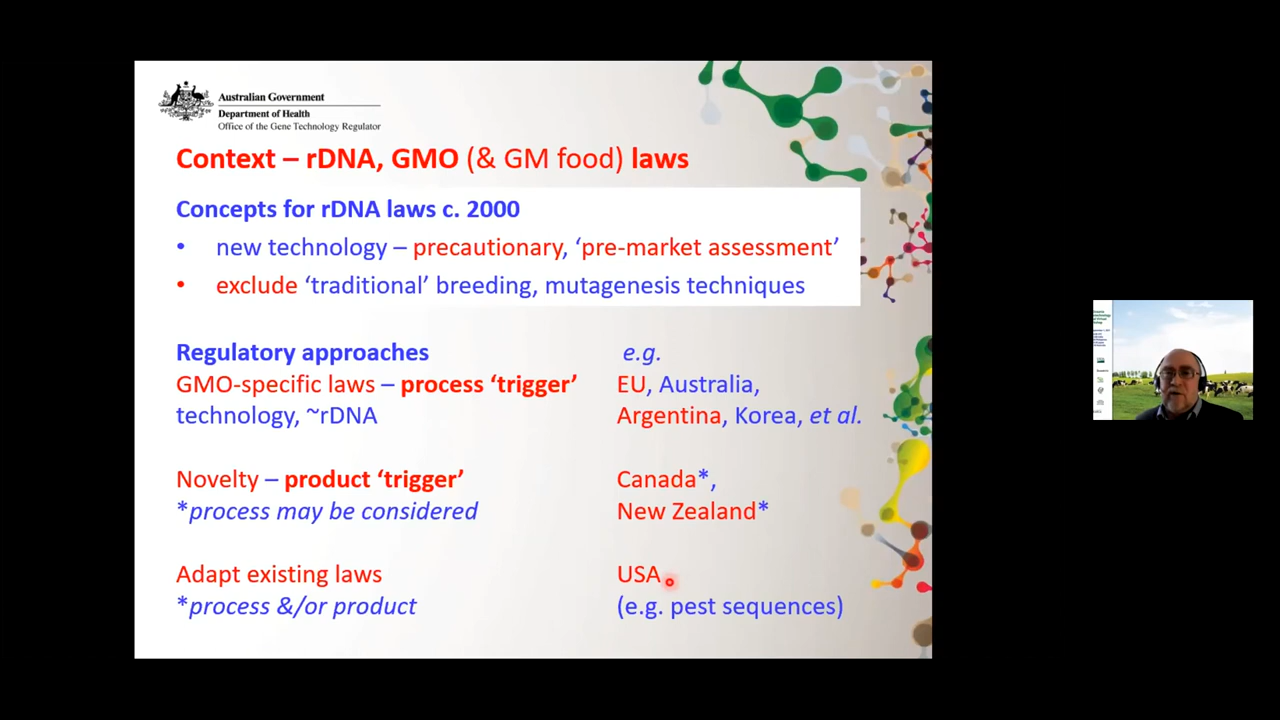 Australian Government
Department of Health
Office of the Gene Technology Regulator
Context – rDNA, GMO (& GM food) laws
Concepts for rDNA laws c. 2000
• new technology – precautionary, ‘pre-market assessment’
• exclude ‘traditional’ breeding, mutagenesis techniques
Regulatory approaches e.g.
GMO-specific laws – process ‘trigger’ EU, Australia,
technology, ~rDNA Argentina, Korea, et al.
Novelty – product ‘trigger’ Canada*,
*process may be considered New Zealand*
Adapt existing laws USA
*process &/or product (e.g. pest sequences)